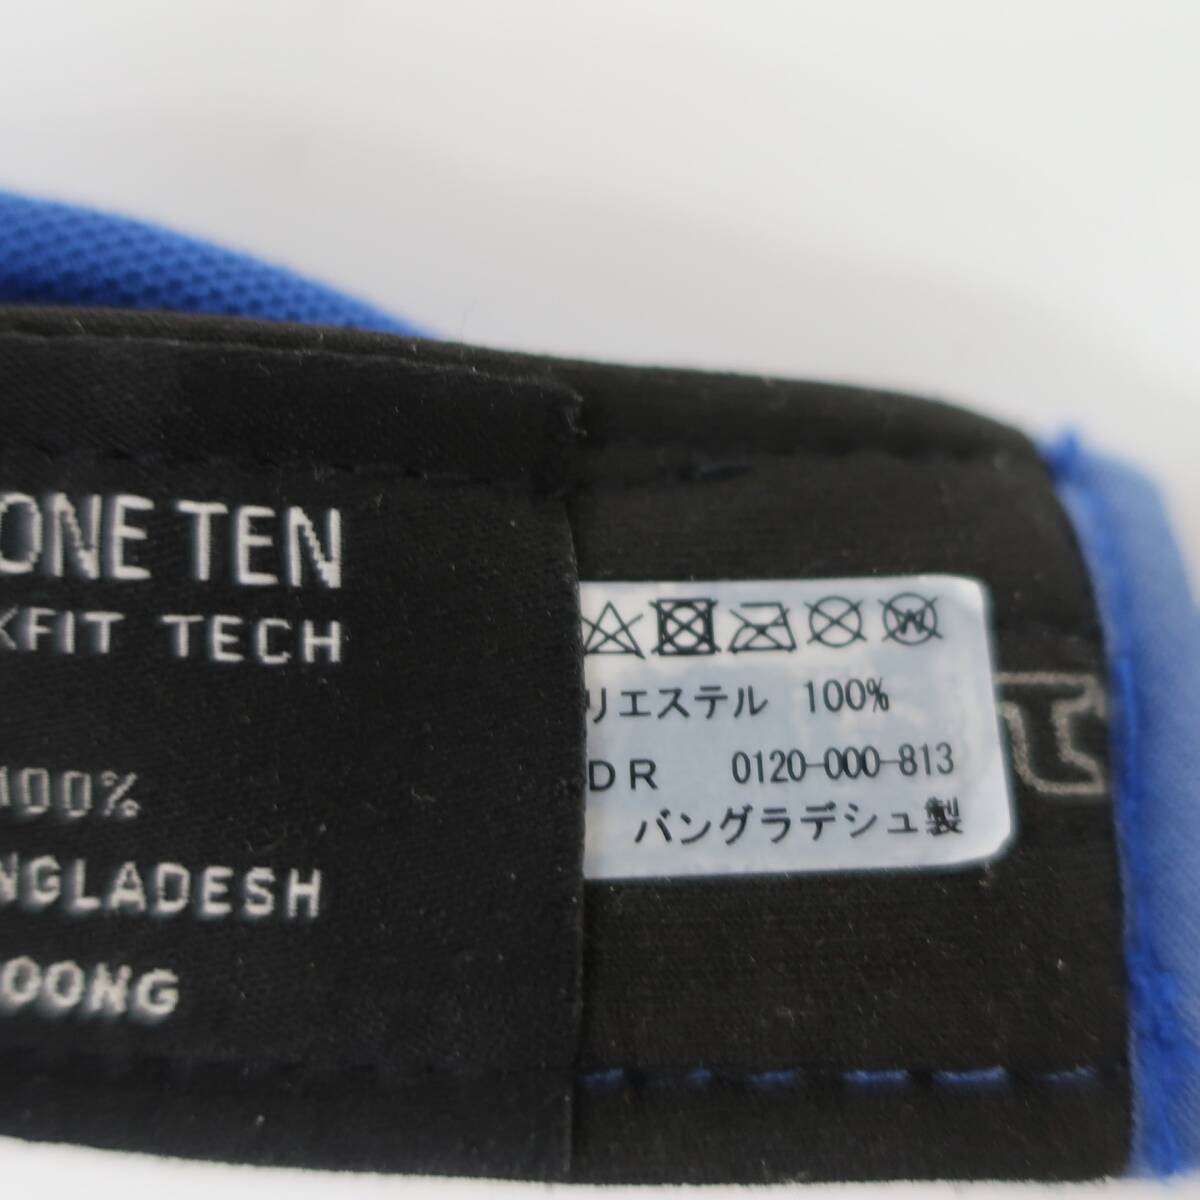 ONE TEN
XFIT TECH
100%
NGLADESH
OONG
リエステル 100%
DR 0120-000-813
バングラデシュ製